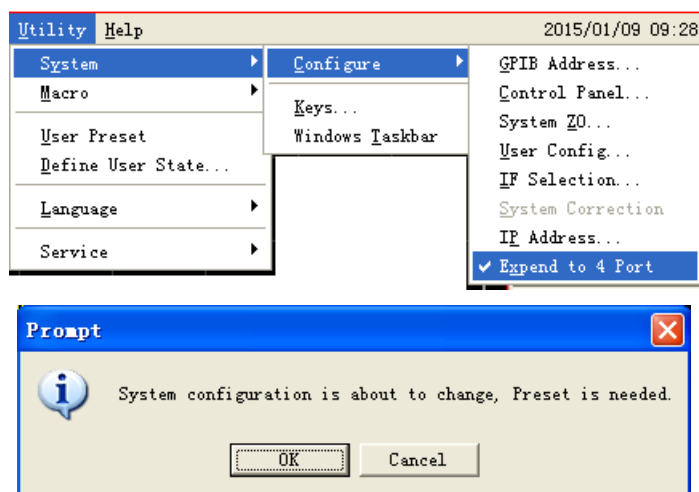 Utility Help 2015/01/09 09:28
System
Macro
User Preset
Define User State...
Language
Service
Configure
Keys...
Windows Taskbar
GPIB Address...
Control Panel...
System Z0...
User Config...
IF Selection...
System Correction
IP Address...
Expend to 4 Port
Prompt
System configuration is about to change, Preset is needed.
OK Cancel